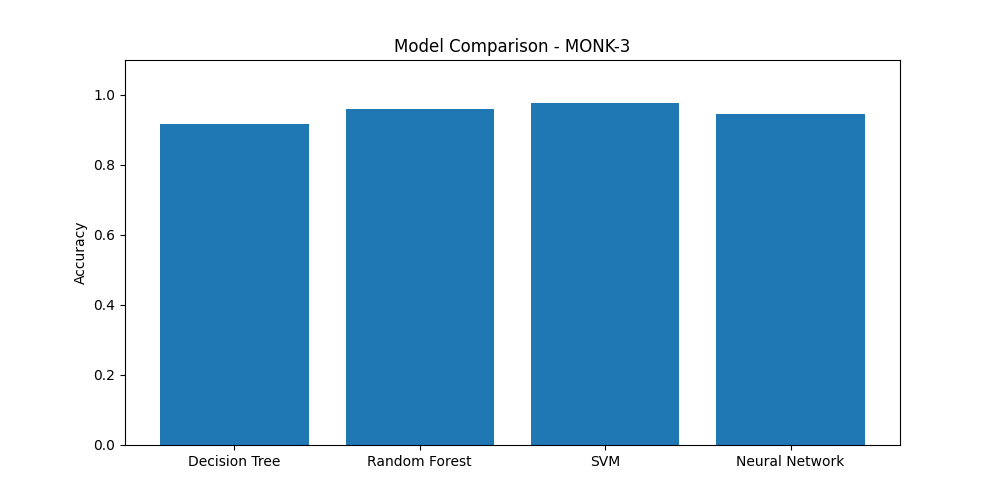 Model Comparison - MONK-3
Accuracy
1.0
0.8
0.6
0.4
0.2
0.0
Decision Tree
Random Forest
SVM
Neural Network